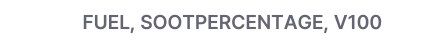 FUEL, SOOTPERCENTAGE, V100